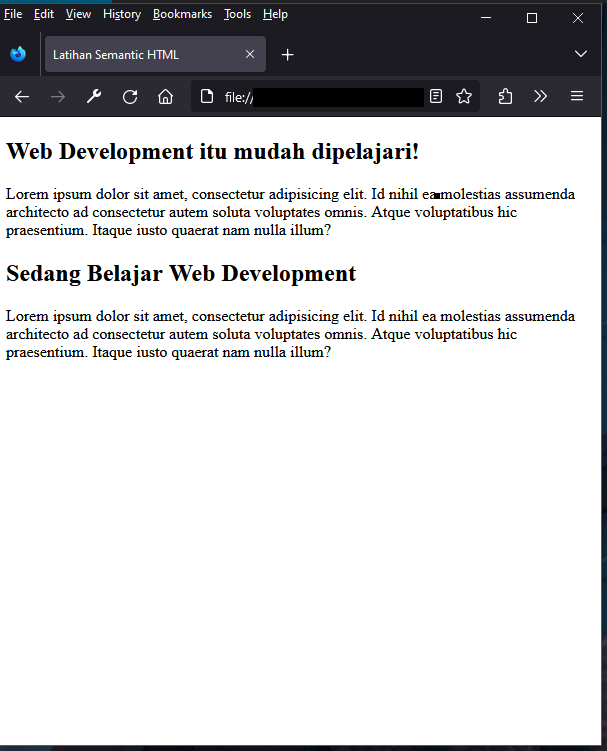 File Edit View History Bookmarks Tools Help
Latihan Semantic HTML
file://
Web Development itu mudah dipelajari!
Lorem ipsum dolor sit amet, consectetur adipisicing elit. Id nihil ea molestias assumenda
architecto ad consectetur autem soluta voluptates omnis. Atque voluptatibus hic
praesentium. Itaque iusto quaerat nam nulla illum?
Sedang Belajar Web Development
Lorem ipsum dolor sit amet, consectetur adipisicing elit. Id nihil ea molestias assumenda
architecto ad consectetur autem soluta voluptates omnis. Atque voluptatibus hic
praesentium. Itaque iusto quaerat nam nulla illum?